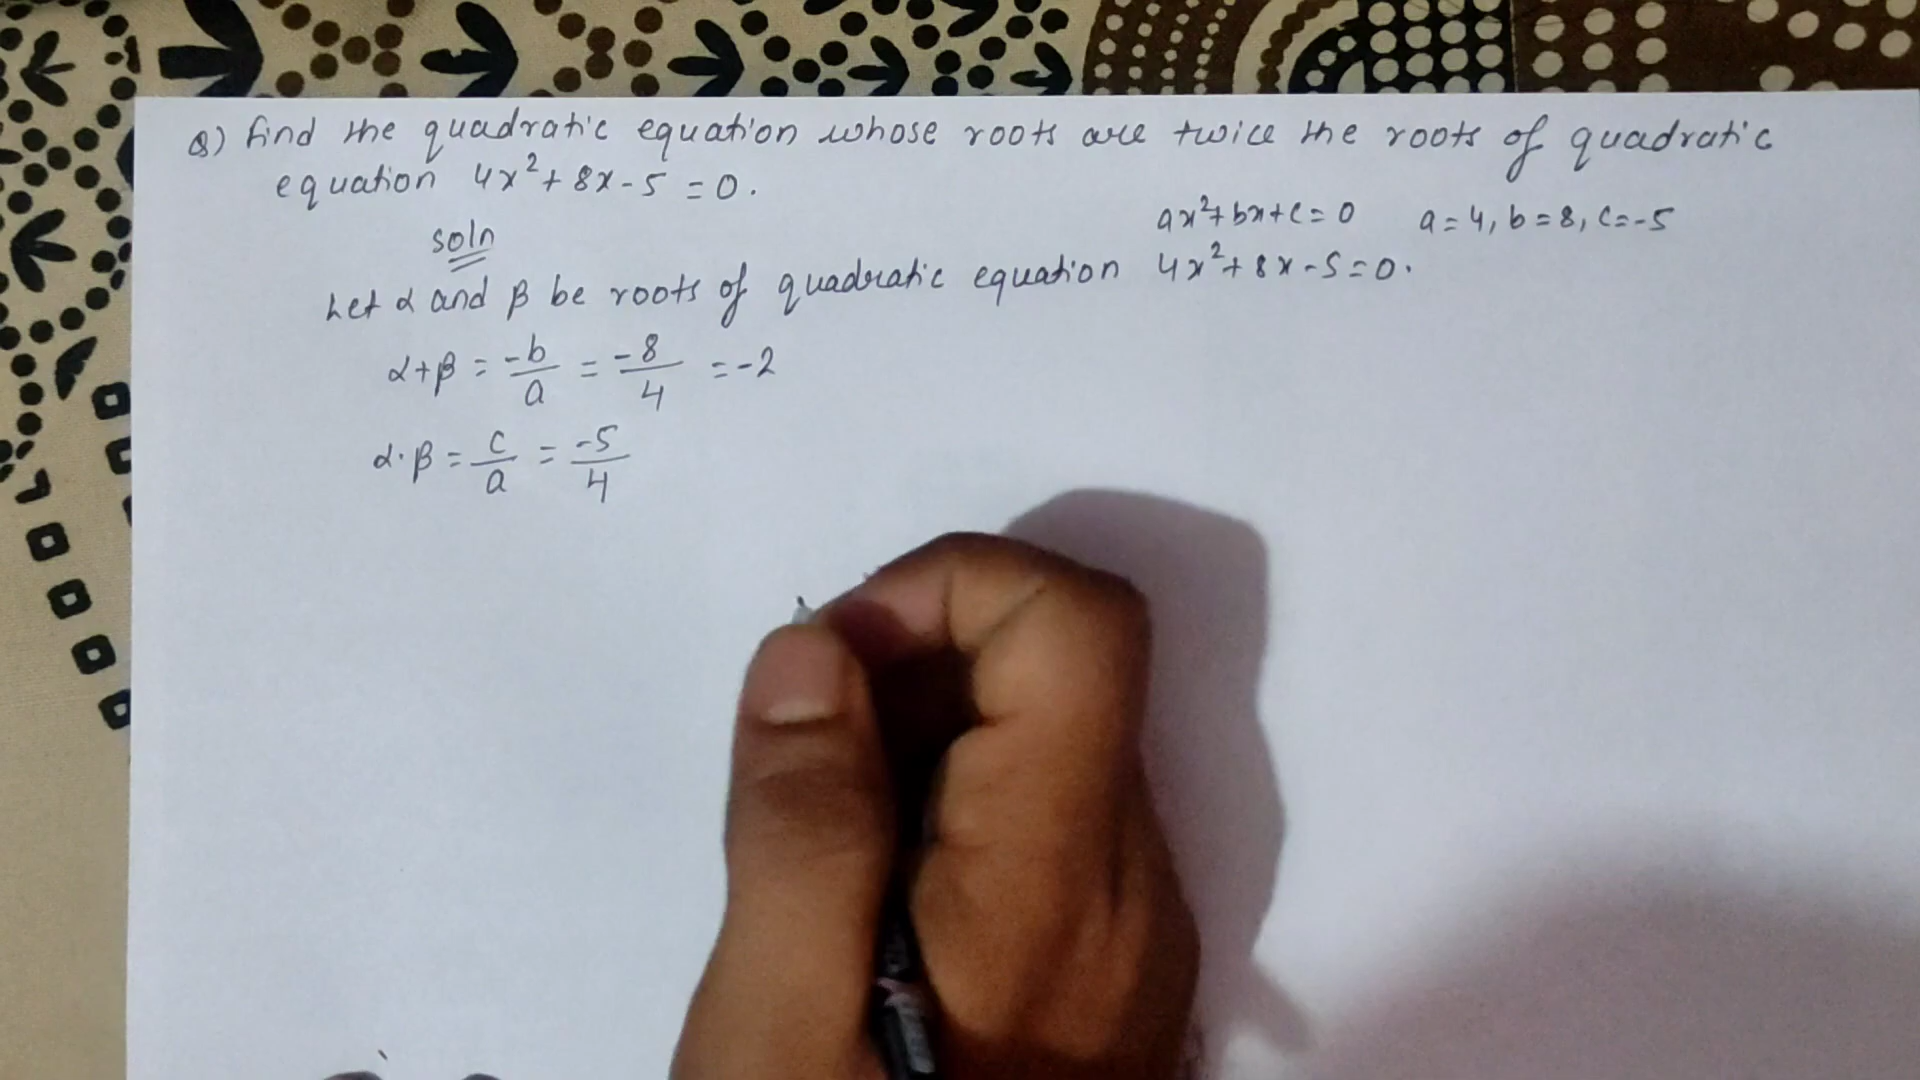 Q) find the quadratic equation whose roots are twice the roots of quadratic
equation 4x²+8x-5=0.
soln
ax²+bx+c=0 a=4, b=8, c=-5
Let α and β be roots of quadratic equation 4x²+8x-5=0.
α+β = -b/a = -8/4 = -2
α·β = c/a = -5/4